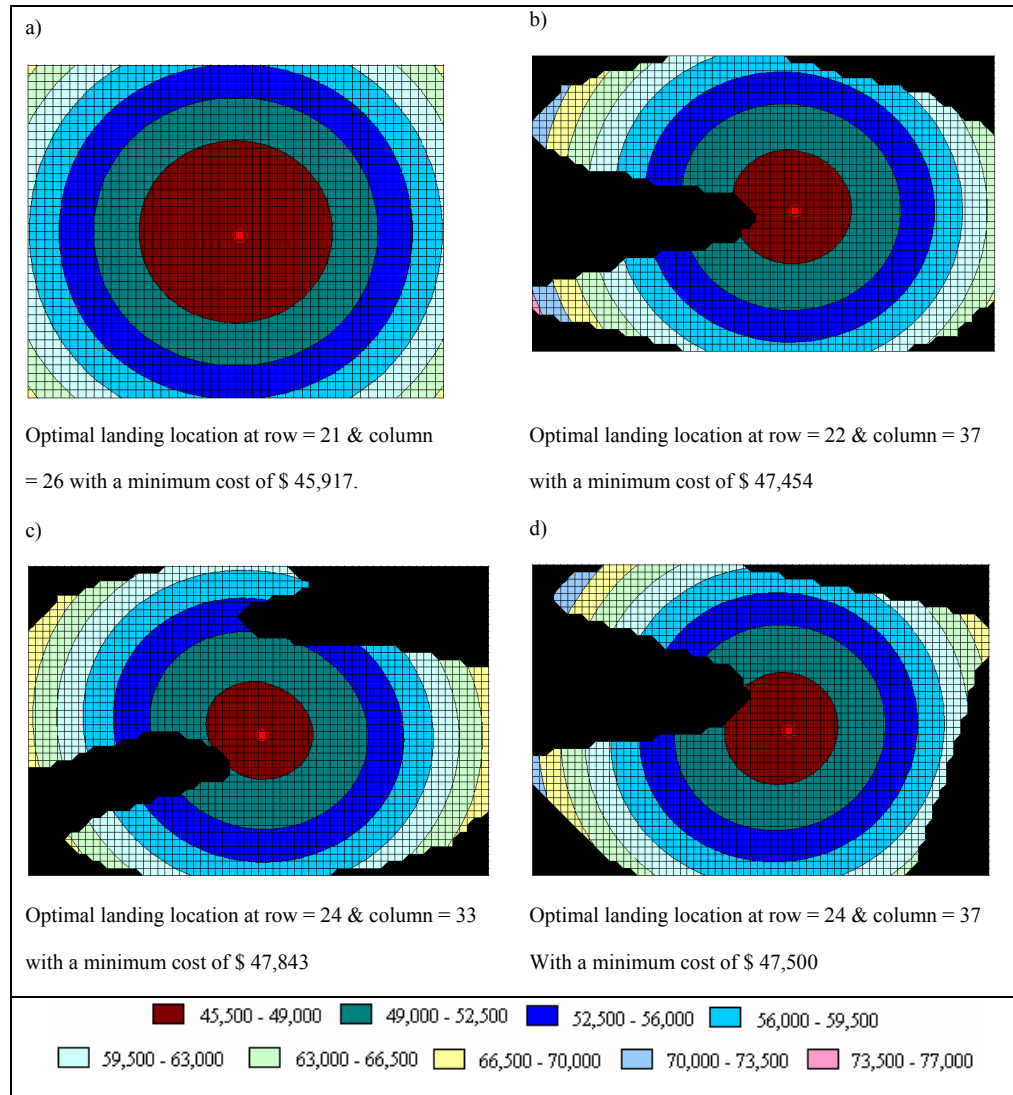 a)
Optimal landing location at row = 21 & column
= 26 with a minimum cost of $ 45,917.
b)
Optimal landing location at row = 22 & column = 37
with a minimum cost of $ 47,454
c)
Optimal landing location at row = 24 & column = 33
with a minimum cost of $ 47,843
d)
Optimal landing location at row = 24 & column = 37
With a minimum cost of $ 47,500
45,500 - 49,000 49,000 - 52,500 52,500 - 56,000 56,000 - 59,500
59,500 - 63,000 63,000 - 66,500 66,500 - 70,000 70,000 - 73,500 73,500 - 77,000